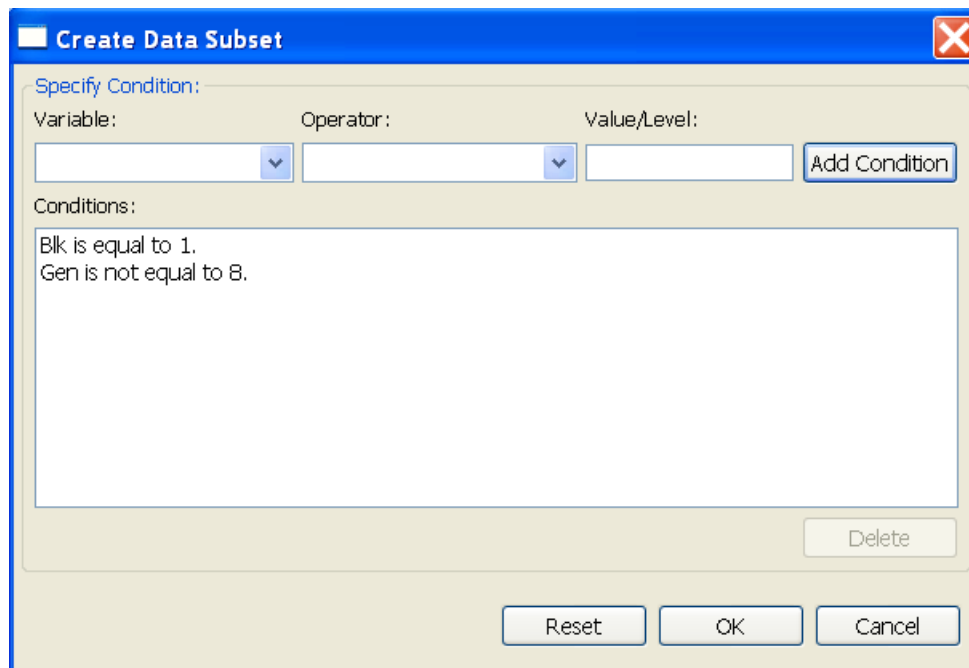 Create Data Subset
Specify Condition:
Variable:
Operator:
Value/Level:
Add Condition
Conditions:
Blk is equal to 1.
Gen is not equal to 8.
Delete
Reset
OK
Cancel